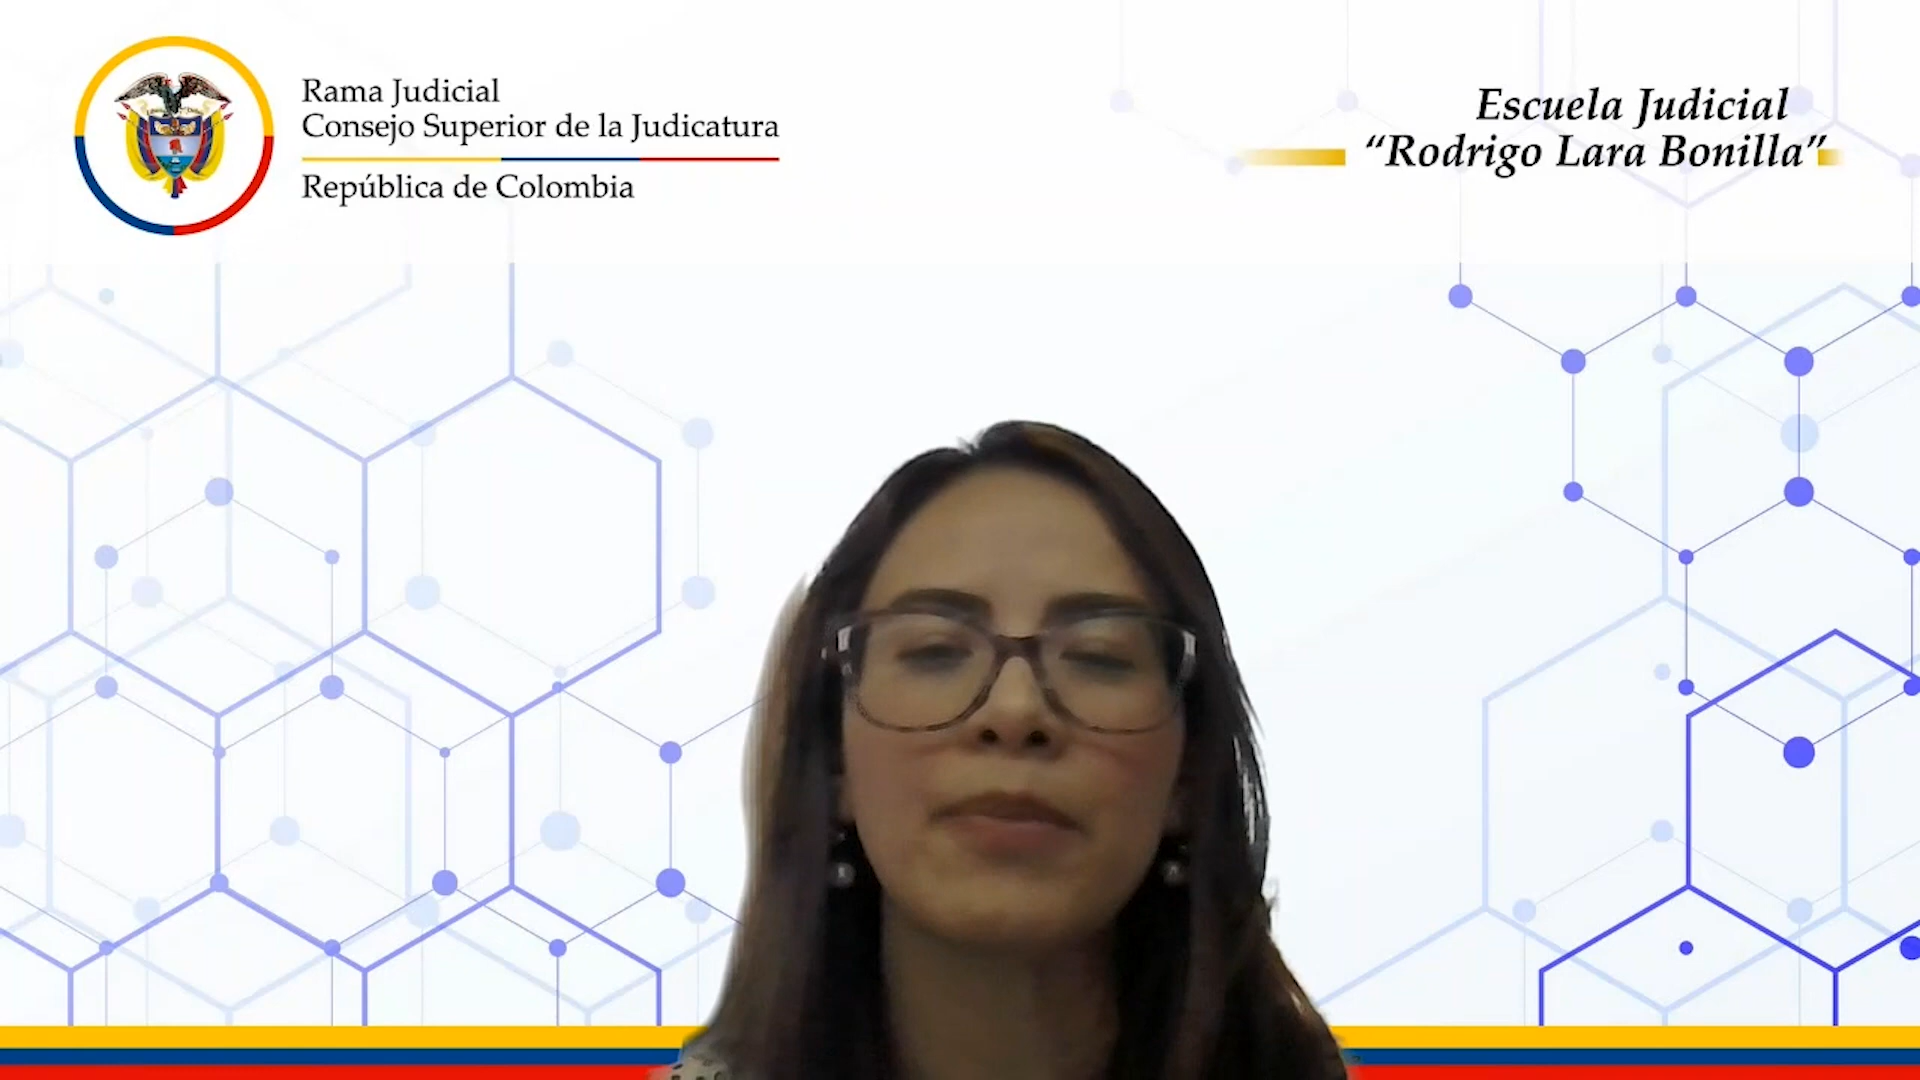 Rama Judicial
Consejo Superior de la Judicatura
República de Colombia
Escuela Judicial
“Rodrigo Lara Bonilla”